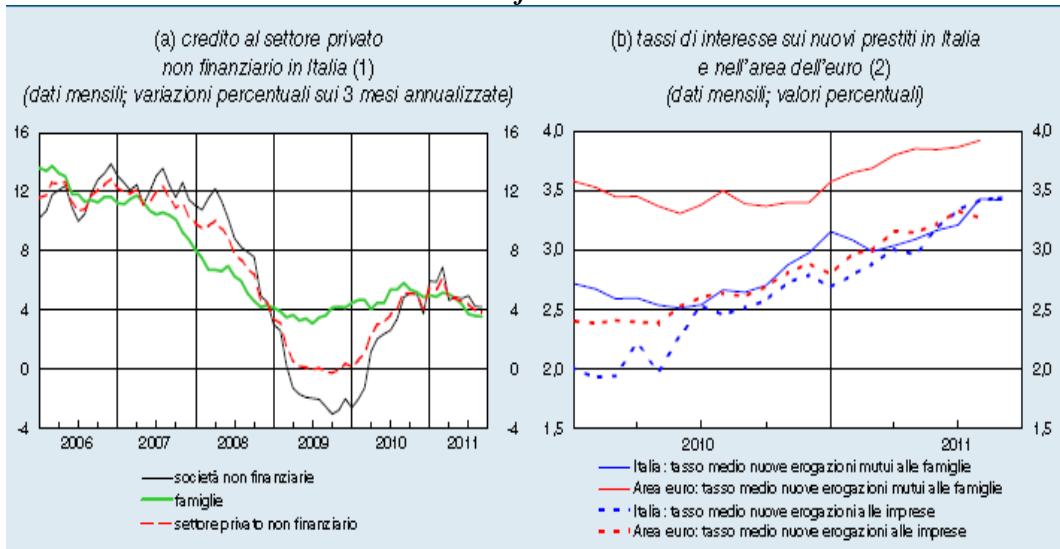 (a) credito al settore privato
non finanziario in Italia (1)
(dati mensili; variazioni percentuali sui 3 mesi annualizzate)
16
12
8
4
0
-4
16
12
8
4
0
-4
2006 2007 2008 2009 2010 2011
società non finanziarie
famiglie
settore privato non finanziario
(b) tassi di interesse sui nuovi prestiti in Italia
e nell'area dell'euro (2)
(dati mensili; valori percentuali)
4,0
3,5
3,0
2,5
2,0
1,5
4,0
3,5
3,0
2,5
2,0
1,5
2010 2011
Italia: tasso medio nuove erogazioni mutui alle famiglie
Area euro: tasso medio nuove erogazioni mutui alle famiglie
Italia: tasso medio nuove erogazioni alle imprese
Area euro: tasso medio nuove erogazioni alle imprese